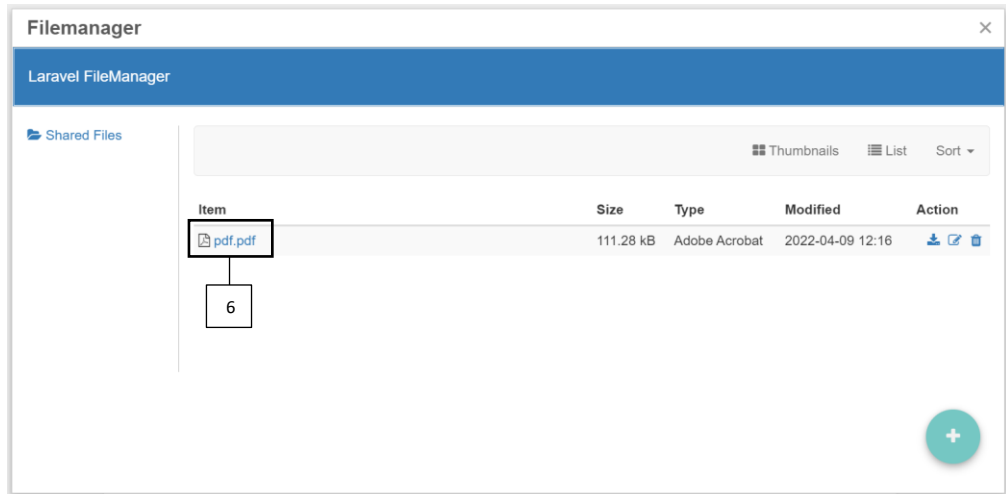 Filemanager ×
Laravel FileManager
Shared Files
Thumbnails List Sort
Item Size Type Modified Action
pdf.pdf 111.28 kB Adobe Acrobat 2022-04-09 12:16
6
+